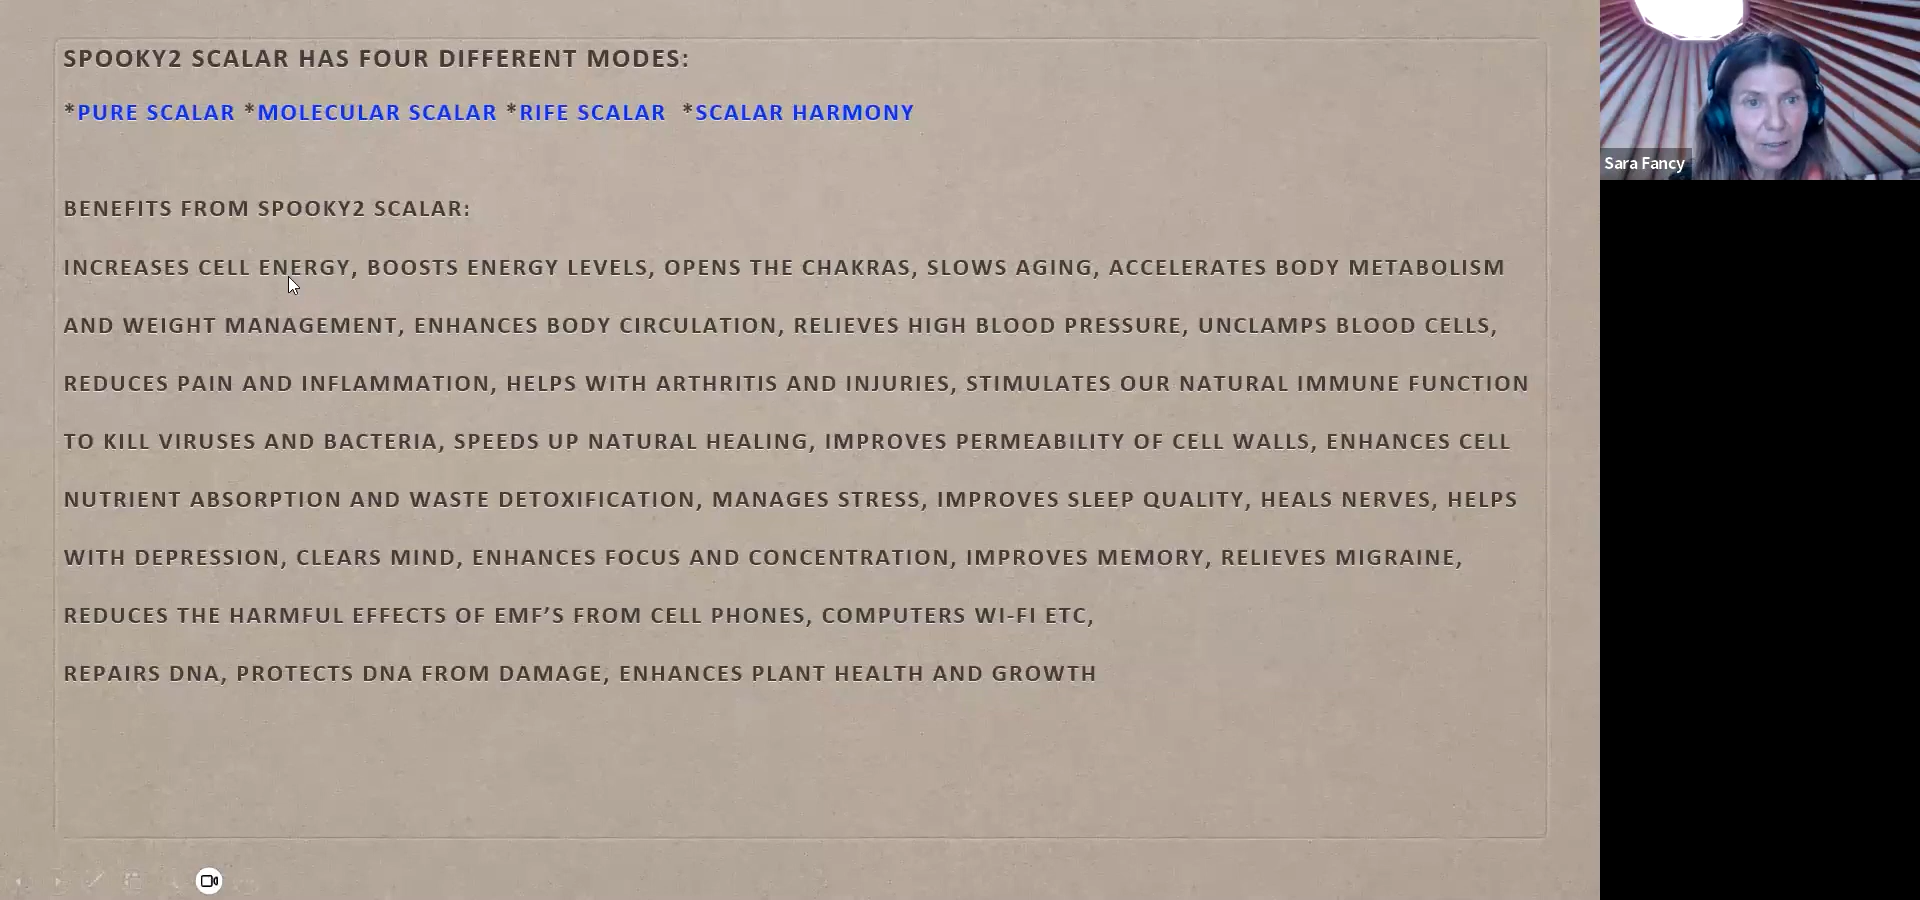 SPOOKY2 SCALAR HAS FOUR DIFFERENT MODES:
*PURE SCALAR *MOLECULAR SCALAR *RIFE SCALAR *SCALAR HARMONY
BENEFITS FROM SPOOKY2 SCALAR:
INCREASES CELL ENERGY, BOOSTS ENERGY LEVELS, OPENS THE CHAKRAS, SLOWS AGING, ACCELERATES BODY METABOLISM
AND WEIGHT MANAGEMENT, ENHANCES BODY CIRCULATION, RELIEVES HIGH BLOOD PRESSURE, UNCLAMPS BLOOD CELLS,
REDUCES PAIN AND INFLAMMATION, HELPS WITH ARTHRITIS AND INJURIES, STIMULATES OUR NATURAL IMMUNE FUNCTION
TO KILL VIRUSES AND BACTERIA, SPEEDS UP NATURAL HEALING, IMPROVES PERMEABILITY OF CELL WALLS, ENHANCES CELL
NUTRIENT ABSORPTION AND WASTE DETOXIFICATION, MANAGES STRESS, IMPROVES SLEEP QUALITY, HEALS NERVES, HELPS
WITH DEPRESSION, CLEARS MIND, ENHANCES FOCUS AND CONCENTRATION, IMPROVES MEMORY, RELIEVES MIGRAINE,
REDUCES THE HARMFUL EFFECTS OF EMF’S FROM CELL PHONES, COMPUTERS WI-FI ETC,
REPAIRS DNA, PROTECTS DNA FROM DAMAGE, ENHANCES PLANT HEALTH AND GROWTH
Sara Fancy